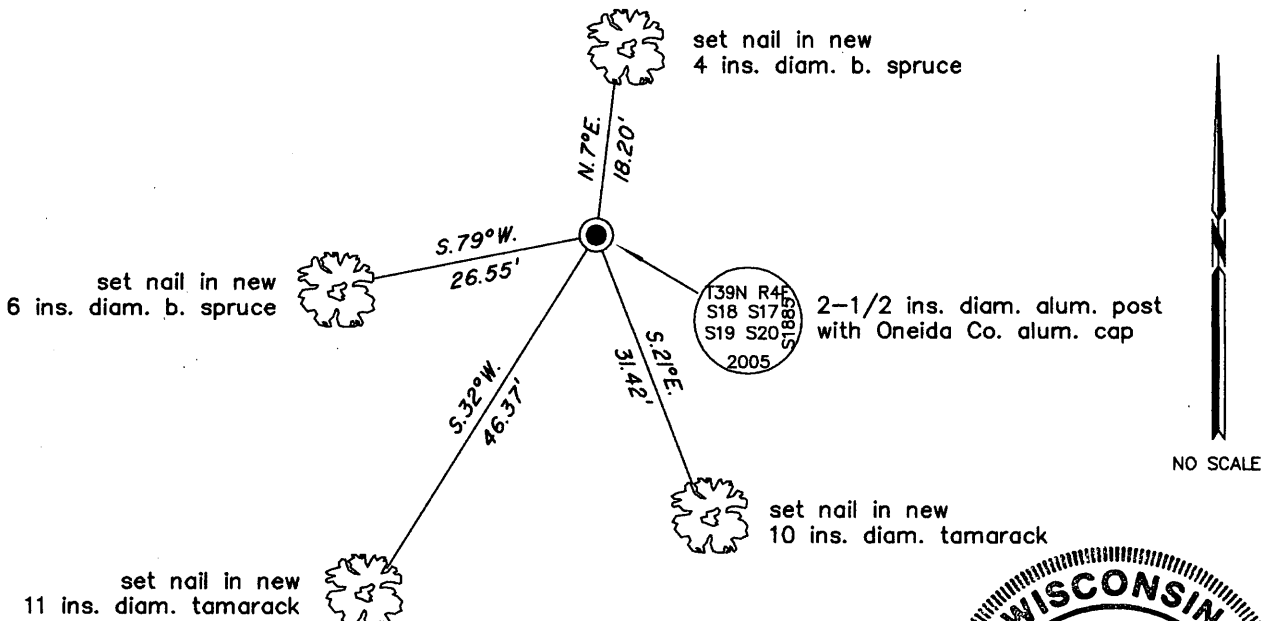 set nail in new
4 ins. diam. b. spruce
N.7°E.
18.20'
S.79°W.
26.55'
set nail in new
6 ins. diam. b. spruce
T39N R4E
S18 S17
S19 S20
S1885
2005
2-1/2 ins. diam. alum. post
with Oneida Co. alum. cap
S.21°E.
31.42'
S.32°W.
46.37'
N
NO SCALE
set nail in new
10 ins. diam. tamarack
set nail in new
11 ins. diam. tamarack
WISCONSIN